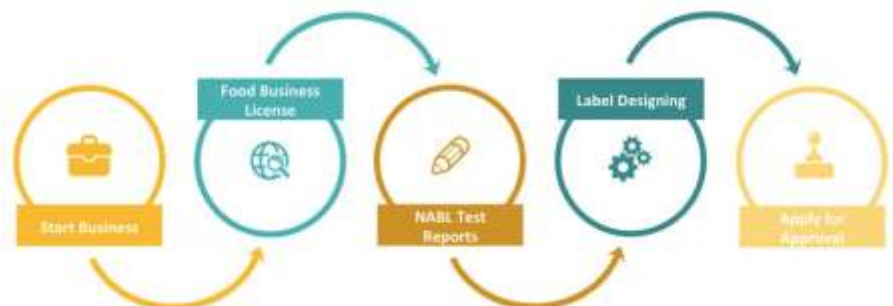 Start Business
Food Business
License
NABL Test
Reports
Label Designing
Apply for
Approval